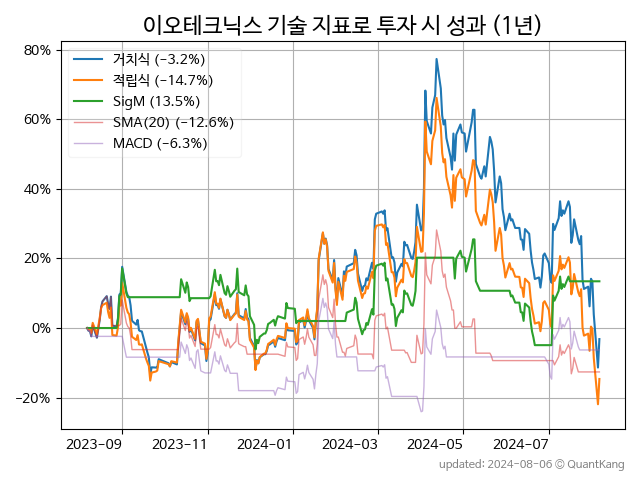 이오테크닉스 기술 지표로 투자 시 성과 (1년)
거치식 (−3.2%)
적립식 (−14.7%)
SigM (13.5%)
SMA(20) (−12.6%)
MACD (−6.3%)
80%
60%
40%
20%
0%
−20%
2023-09
2023-11
2024-01
2024-03
2024-05
2024-07
updated: 2024-08-06 © QuantKang